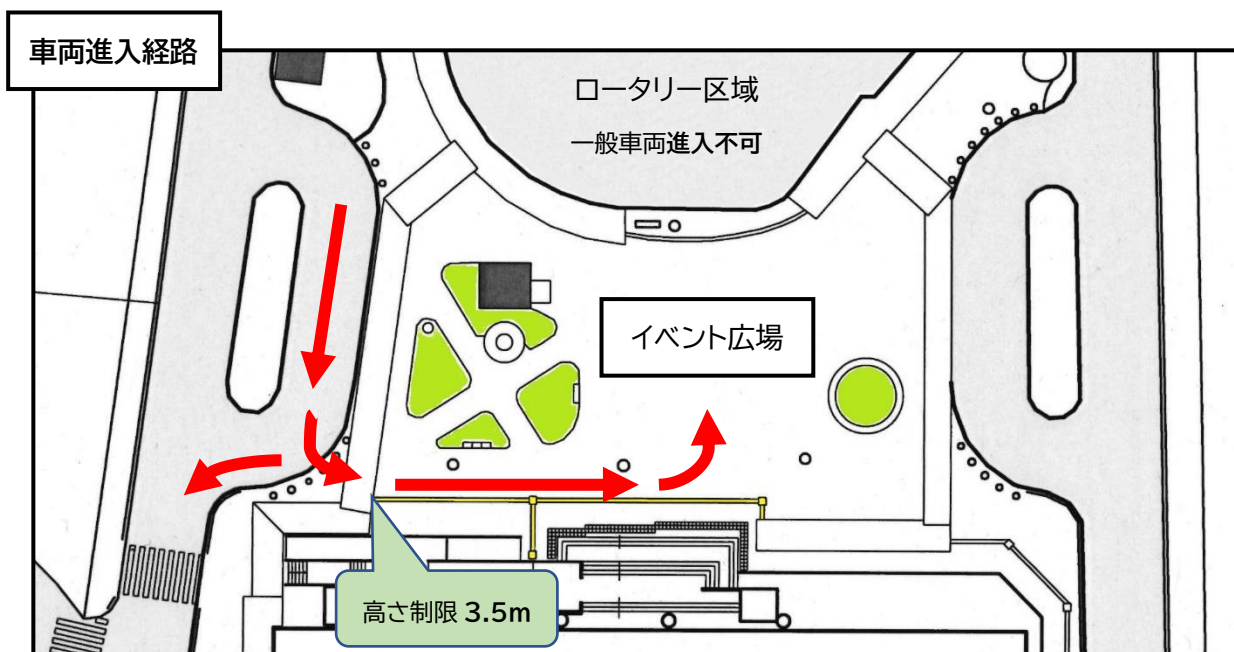 車両進入経路
ロータリー区域
一般車両進入不可
イベント広場
高さ制限 3.5m